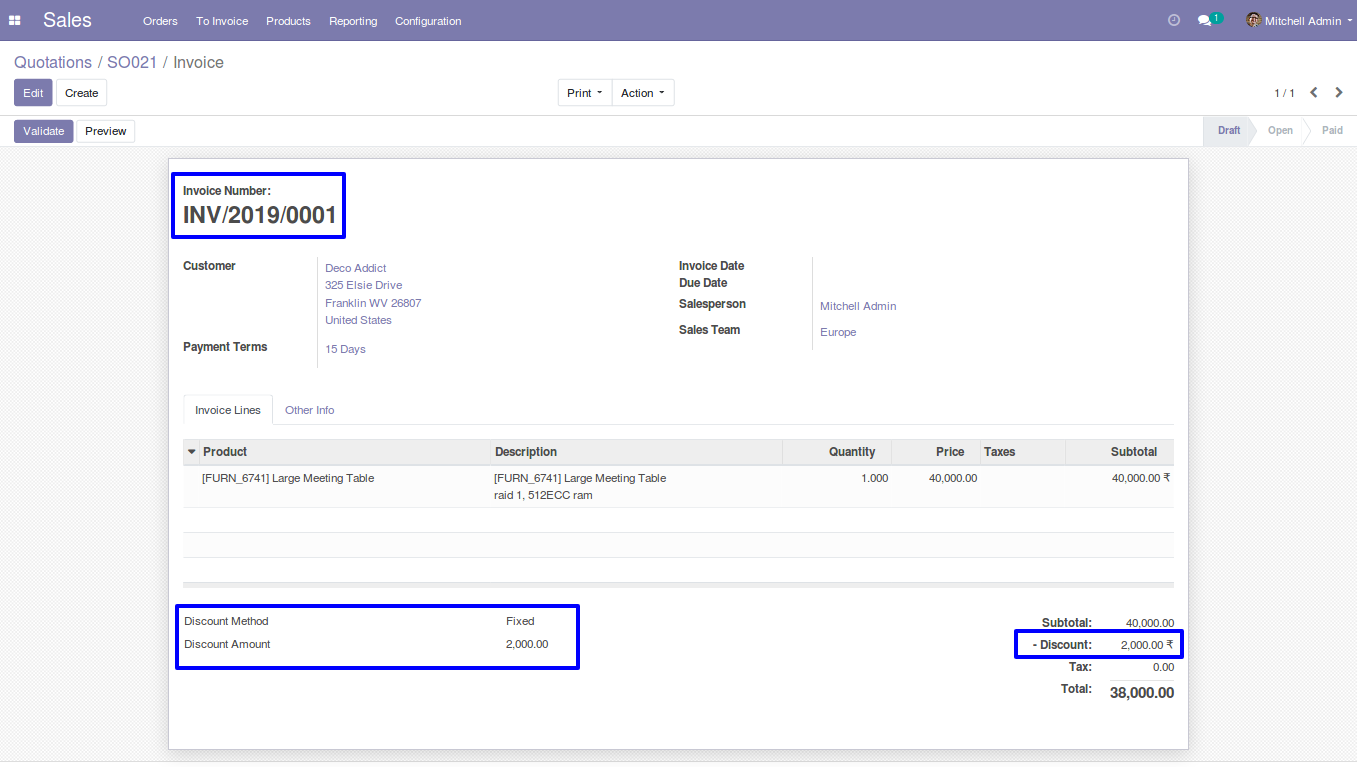 Sales Orders To Invoice Products Reporting Configuration 1 Mitchell Admin
Quotations / SO021 / Invoice
Edit Create Print Action 1 / 1
Validate Preview Draft Open Paid
Invoice Number:
INV/2019/0001
Customer Deco Addict
325 Elsie Drive
Franklin WV 26807
United States
Payment Terms 15 Days
Invoice Date
Due Date
Salesperson Mitchell Admin
Sales Team Europe
Invoice Lines Other Info
Product Description Quantity Price Taxes Subtotal
[FURN_6741] Large Meeting Table [FURN_6741] Large Meeting Table 1.000 40,000.00 40,000.00 ₹
raid 1, 512ECC ram
Discount Method Fixed
Discount Amount 2,000.00
Subtotal: 40,000.00
- Discount: 2,000.00 ₹
Tax: 0.00
Total: 38,000.00